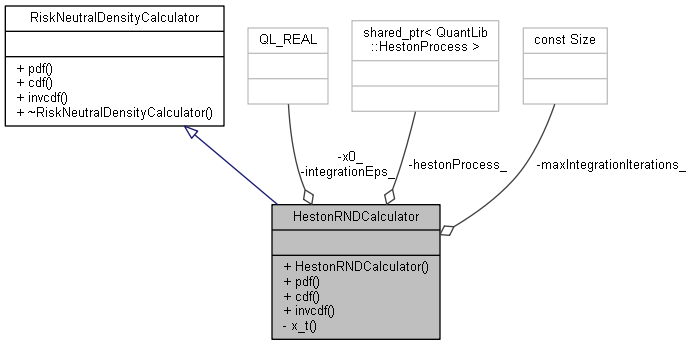 RiskNeutralDensityCalculator
+ pdf()
+ cdf()
+ invcdf()
+ ~RiskNeutralDensityCalculator()
QL_REAL
shared_ptr< QuantLib
::HestonProcess >
const Size
-x0_
-integrationEps_
-hestonProcess_
-maxIntegrationIterations_
HestonRNDCalculator
+ HestonRNDCalculator()
+ pdf()
+ cdf()
+ invcdf()
- x_t()